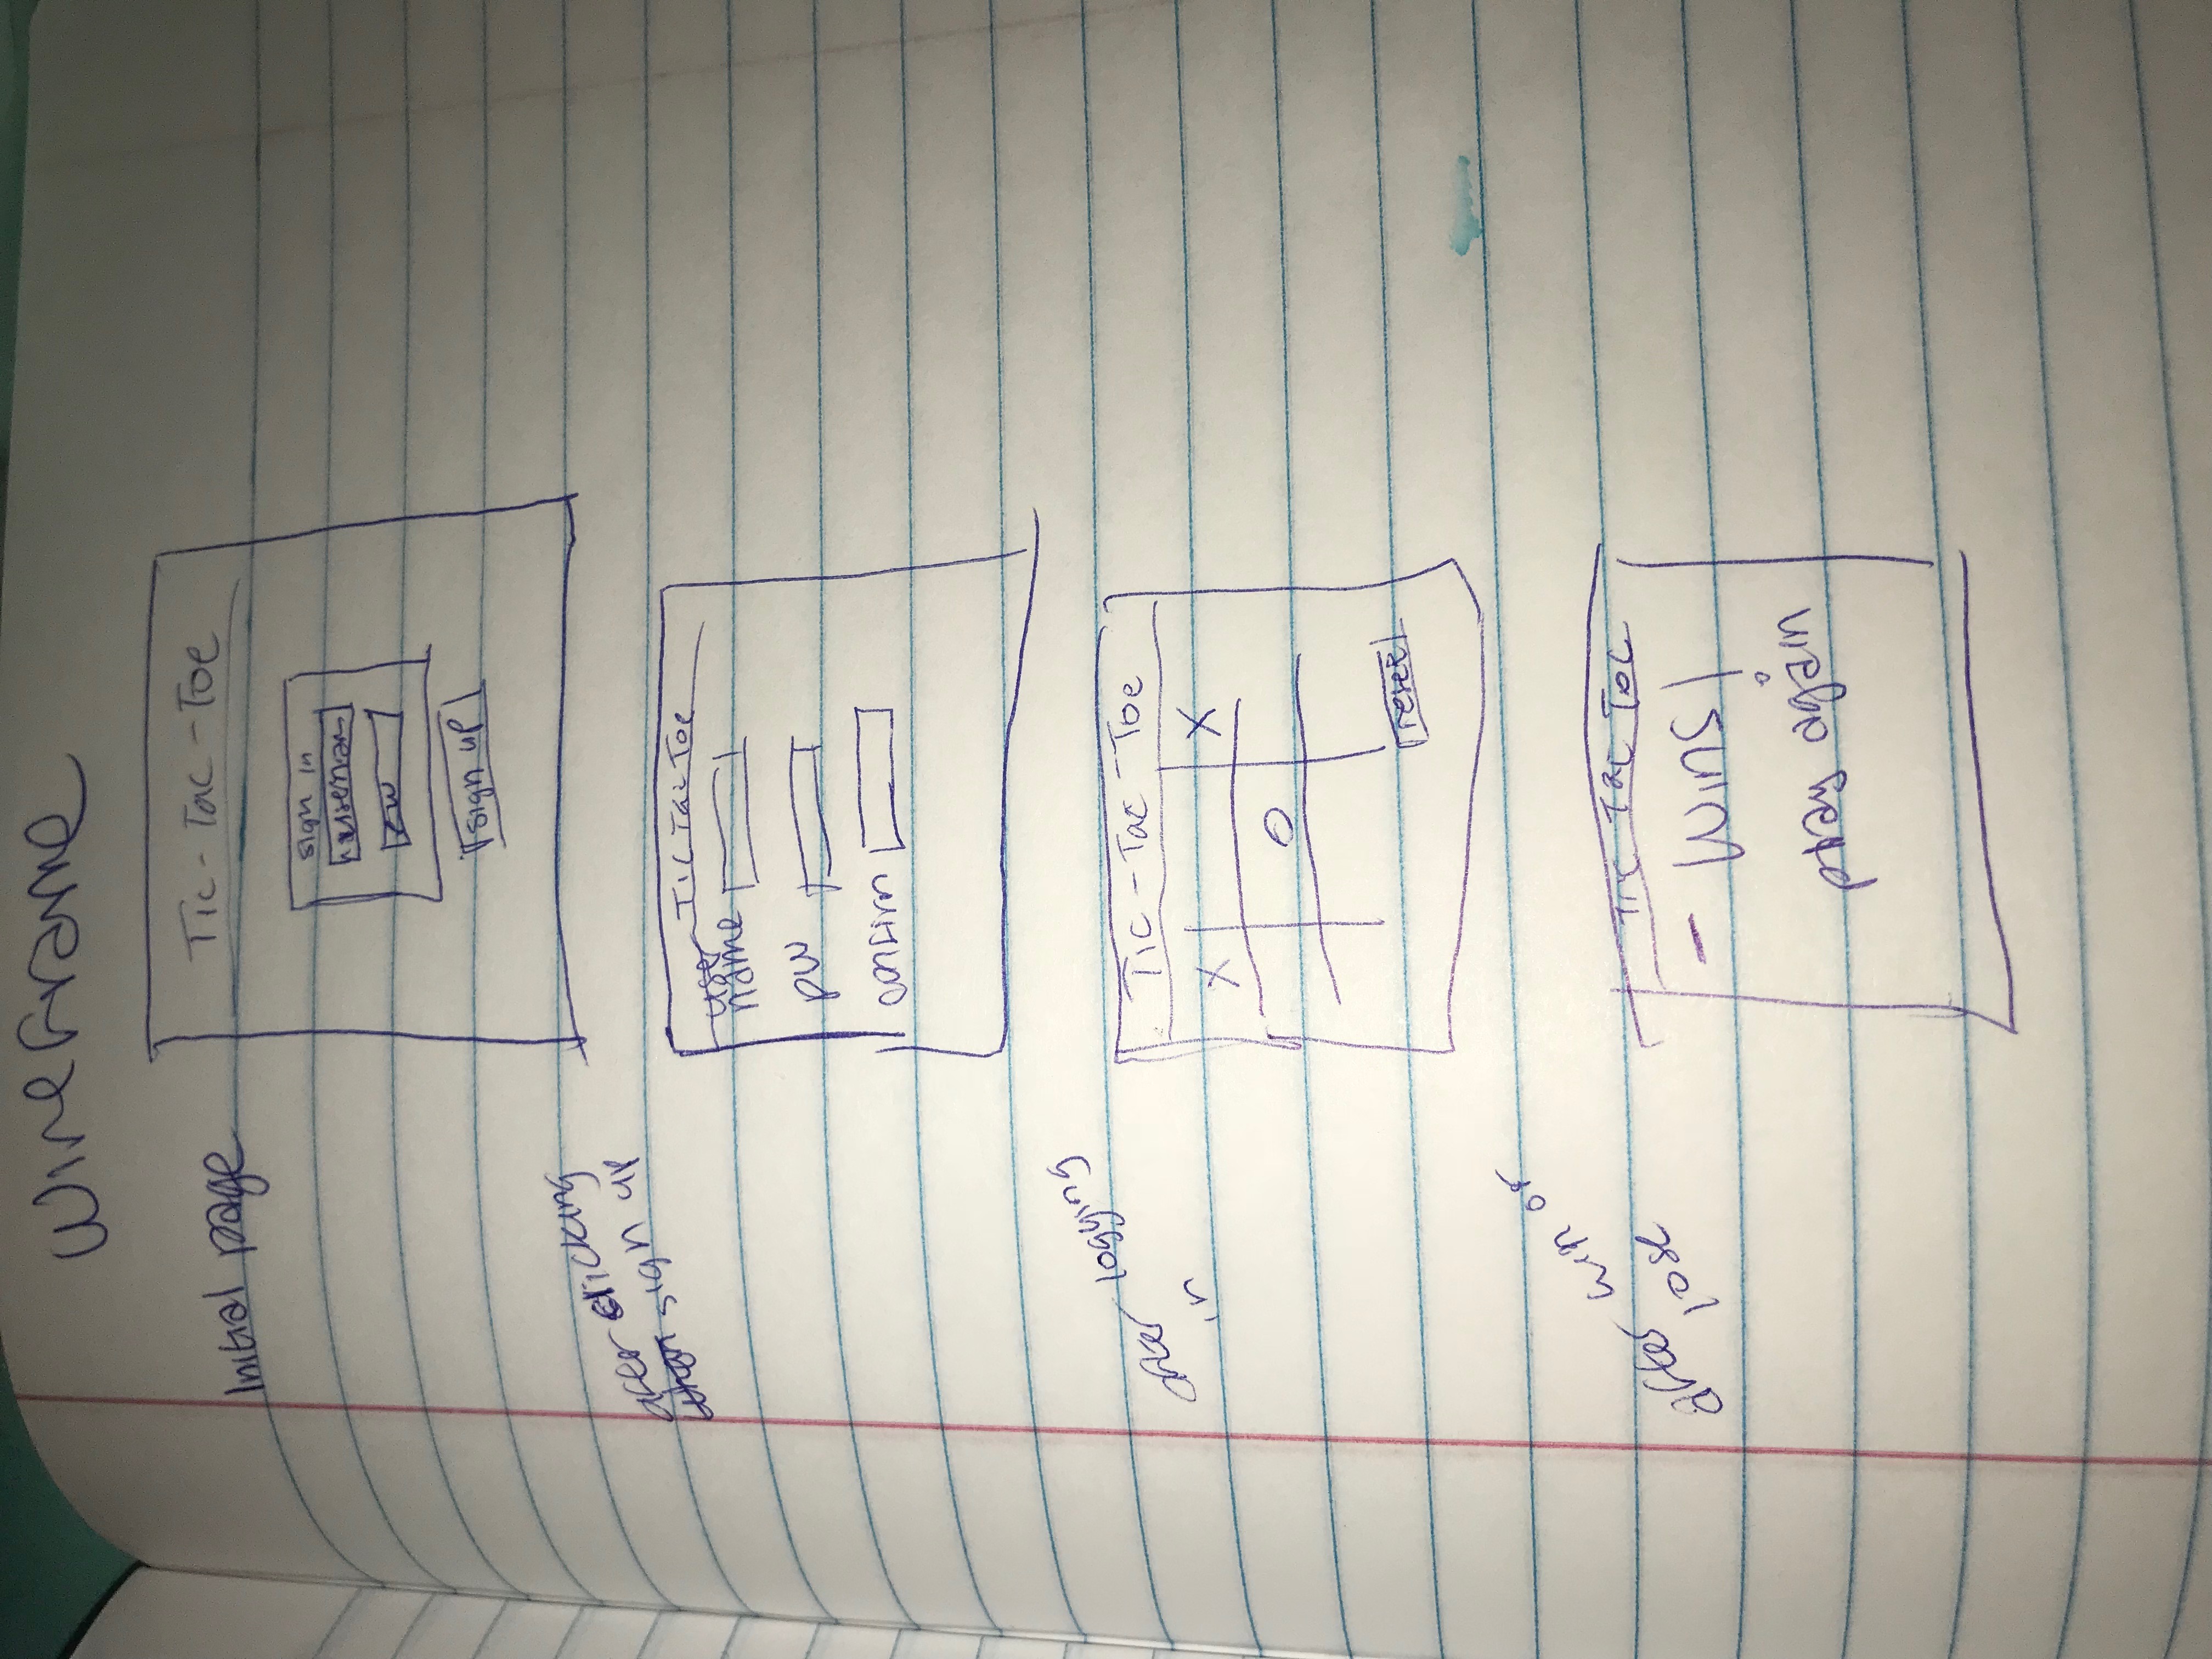 Wireframe
Initial page
Tic-Tac-Toe
sign in
pw
sign up
after clicking
sign up
Tic Tac Toe
user
name
pw
confirm
after logging
in
Tic-Tac-Toe
X X
O
reset
after win or
lose
Tic Tac Toe
- Wins!
play again